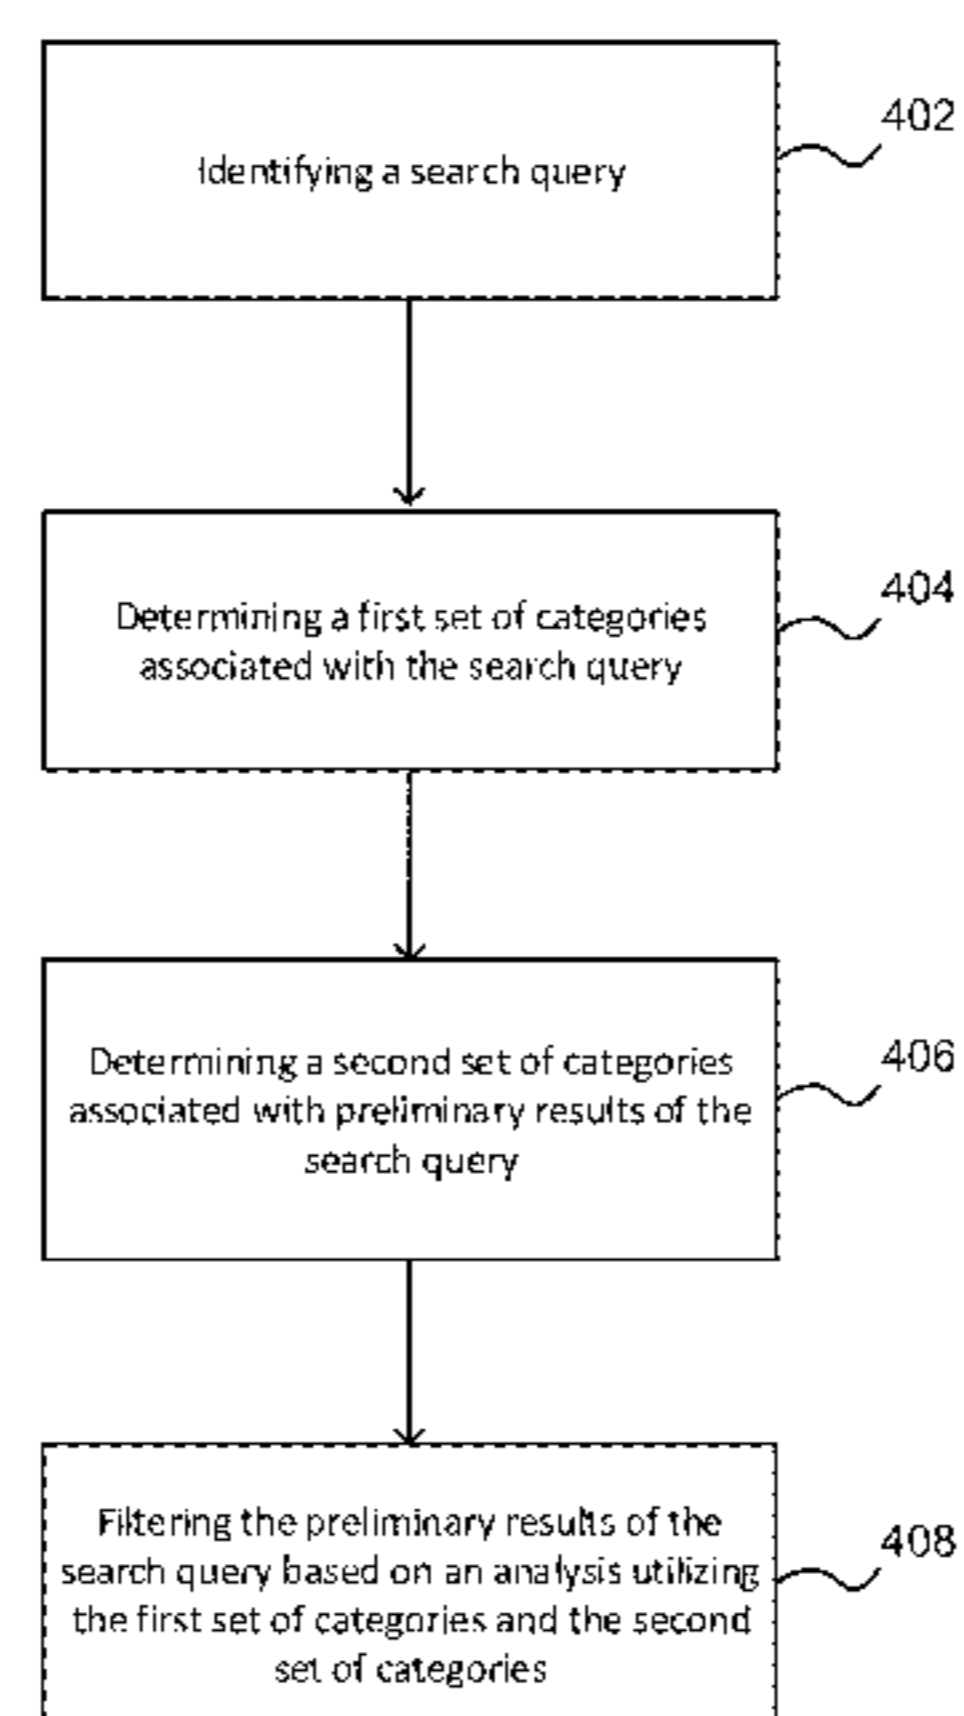 Identifying a search query
402
Determining a first set of categories
associated with the search query
404
Determining a second set of categories
associated with preliminary results of the
search query
406
Filtering the preliminary results of the
search query based on an analysis utilizing
the first set of categories and the second
set of categories
408